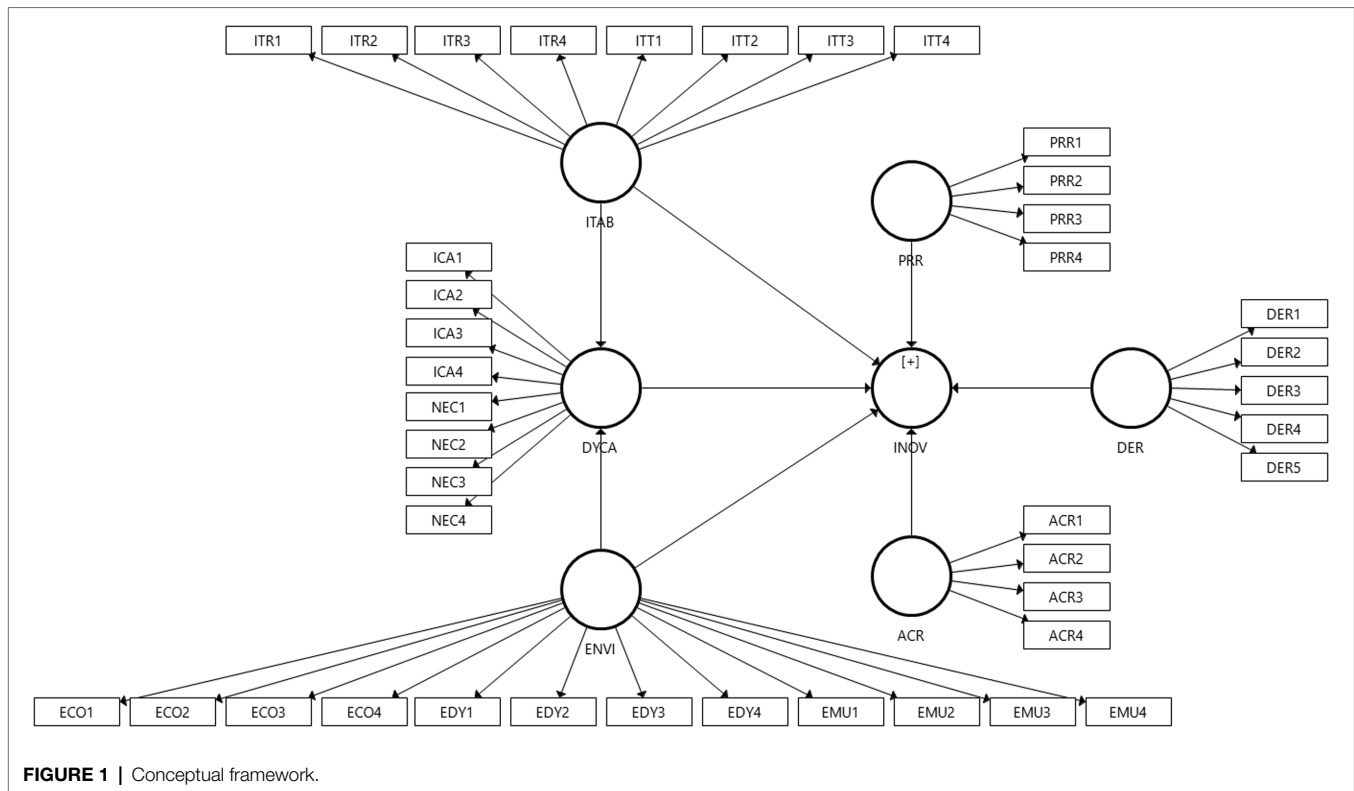 ITR1 ITR2 ITR3 ITR4 ITT1 ITT2 ITT3 ITT4
ITAB
PRR1
PRR2
PRR3
PRR4
PRR
ICA1
ICA2
ICA3
ICA4
NEC1
NEC2
NEC3
NEC4
DYCA
[+]
INOV
DER1
DER2
DER3
DER4
DER5
DER
ACR1
ACR2
ACR3
ACR4
ACR
ENVI
ECO1 ECO2 ECO3 ECO4 EDY1 EDY2 EDY3 EDY4 EMU1 EMU2 EMU3 EMU4
FIGURE 1 | Conceptual framework.